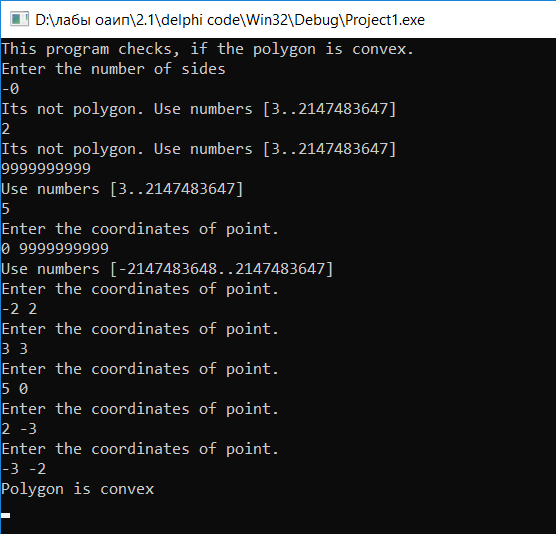 D:\лабы оаип\2.1\delphi code\Win32\Debug\Project1.exe
This program checks, if the polygon is convex.
Enter the number of sides
-0
Its not polygon. Use numbers [3..2147483647]
2
Its not polygon. Use numbers [3..2147483647]
9999999999
Use numbers [3..2147483647]
5
Enter the coordinates of point.
0 9999999999
Use numbers [-2147483648..2147483647]
Enter the coordinates of point.
-2 2
Enter the coordinates of point.
3 3
Enter the coordinates of point.
5 0
Enter the coordinates of point.
2 -3
Enter the coordinates of point.
-3 -2
Polygon is convex